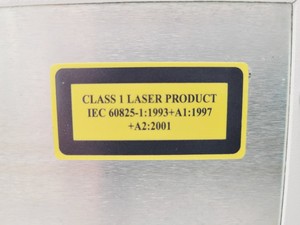 CLASS 1 LASER PRODUCT
IEC 60825-1:1993+A1:1997
+A2:2001